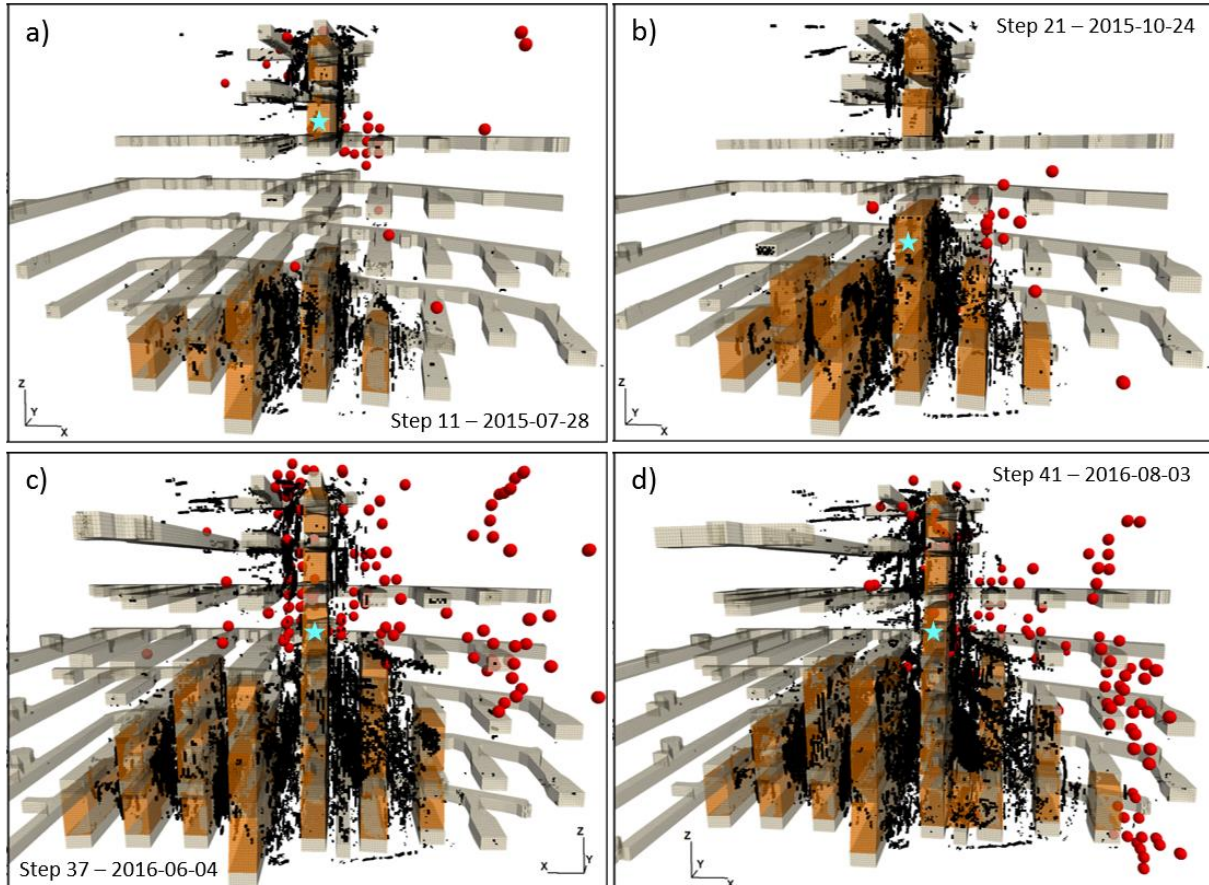 a)
Step 11 – 2015-07-28
Z
Y
X
b)
Step 21 – 2015-10-24
Z
Y
X
c)
Step 37 – 2016-06-04
Z
X
Y
d)
Step 41 – 2016-08-03
Z
Y
X